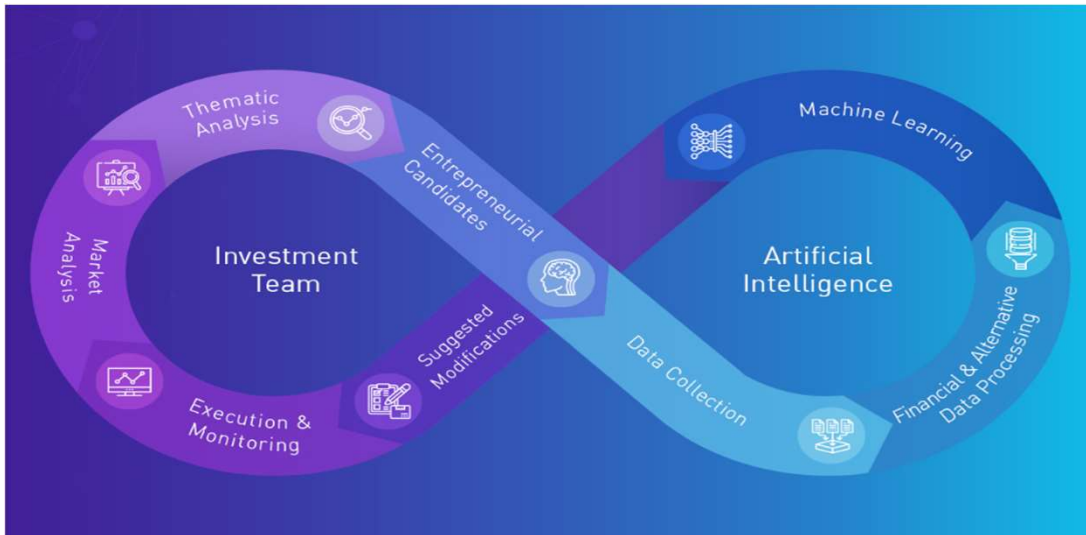 Thematic
Analysis
Entrepreneurial
Candidates
Machine Learning
Market
Analysis
Investment
Team
Artificial
Intelligence
Suggested
Modifications
Data Collection
Financial & Alternative
Data Processing
Execution &
Monitoring